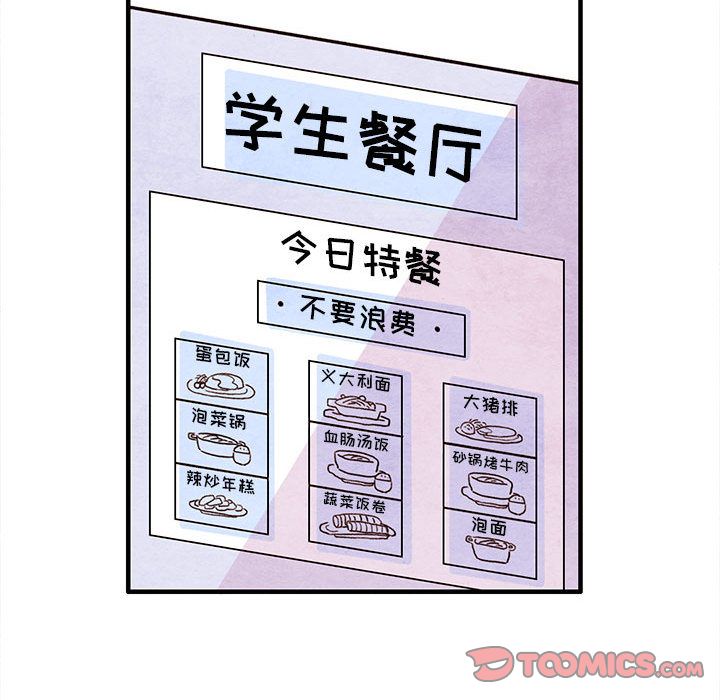 学生餐厅
今日特餐
·不要浪费·
蛋包饭
泡菜锅
辣炒年糕
义大利面
血肠汤饭
蔬菜饭卷
大猪排
砂锅烤牛肉
泡面
TOOMICS.COM